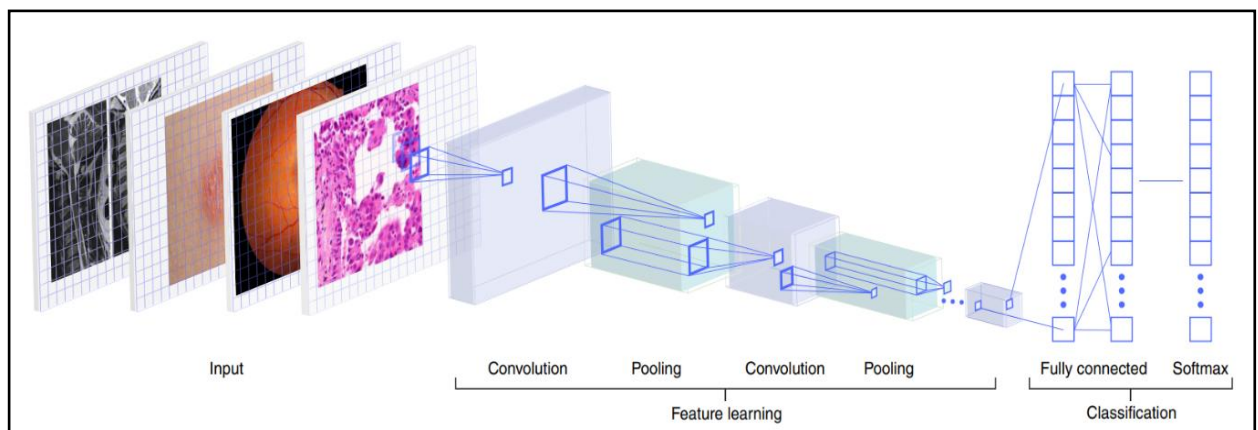 Input
Convolution Pooling Convolution Pooling
Fully connected Softmax
Feature learning
Classification